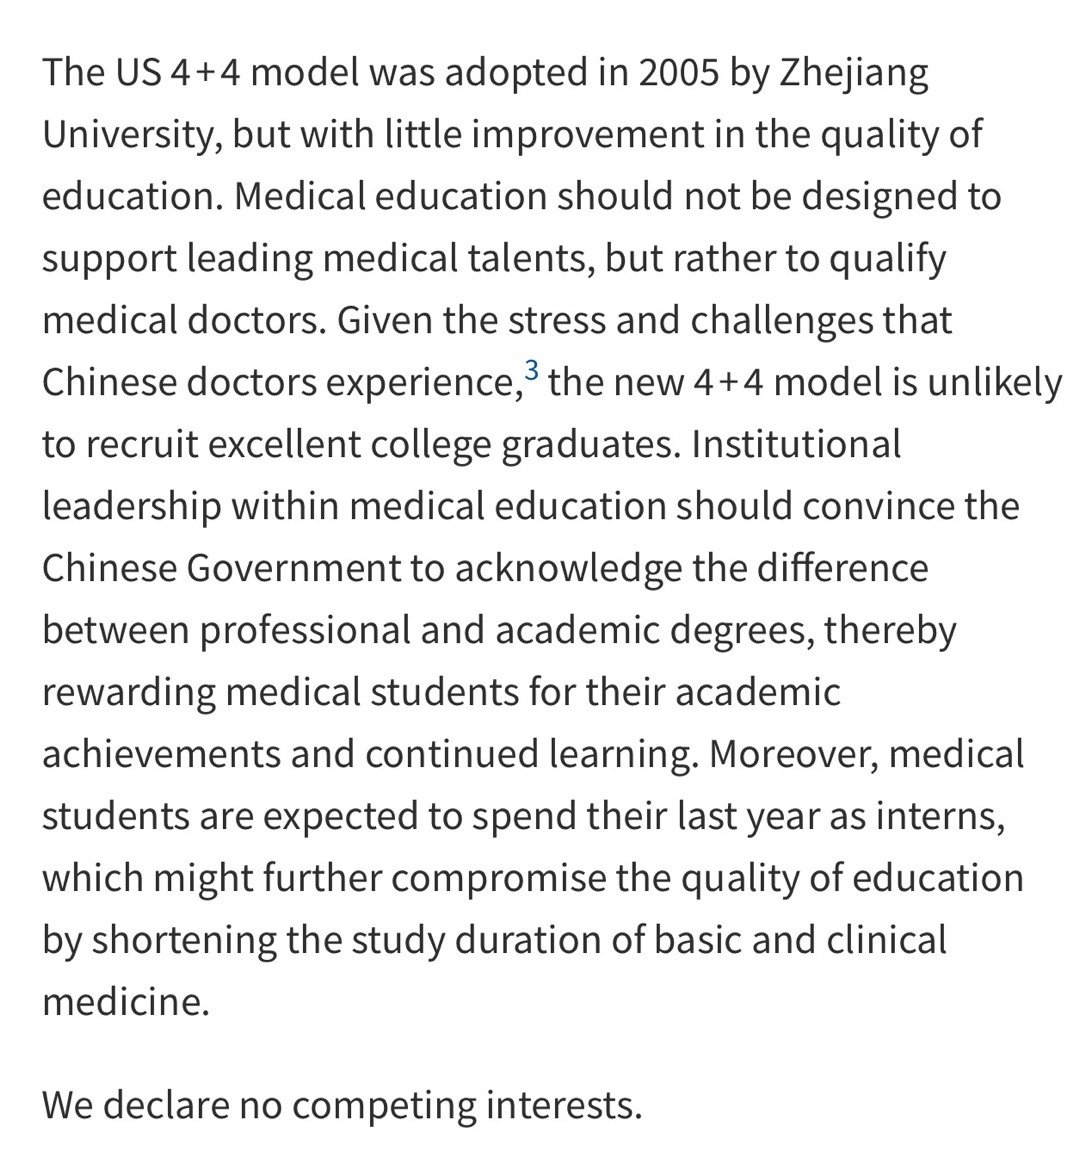 The US 4+4 model was adopted in 2005 by Zhejiang
University, but with little improvement in the quality of
education. Medical education should not be designed to
support leading medical talents, but rather to qualify
medical doctors. Given the stress and challenges that
Chinese doctors experience,3 the new 4+4 model is unlikely
to recruit excellent college graduates. Institutional
leadership within medical education should convince the
Chinese Government to acknowledge the difference
between professional and academic degrees, thereby
rewarding medical students for their academic
achievements and continued learning. Moreover, medical
students are expected to spend their last year as interns,
which might further compromise the quality of education
by shortening the study duration of basic and clinical
medicine.
We declare no competing interests.